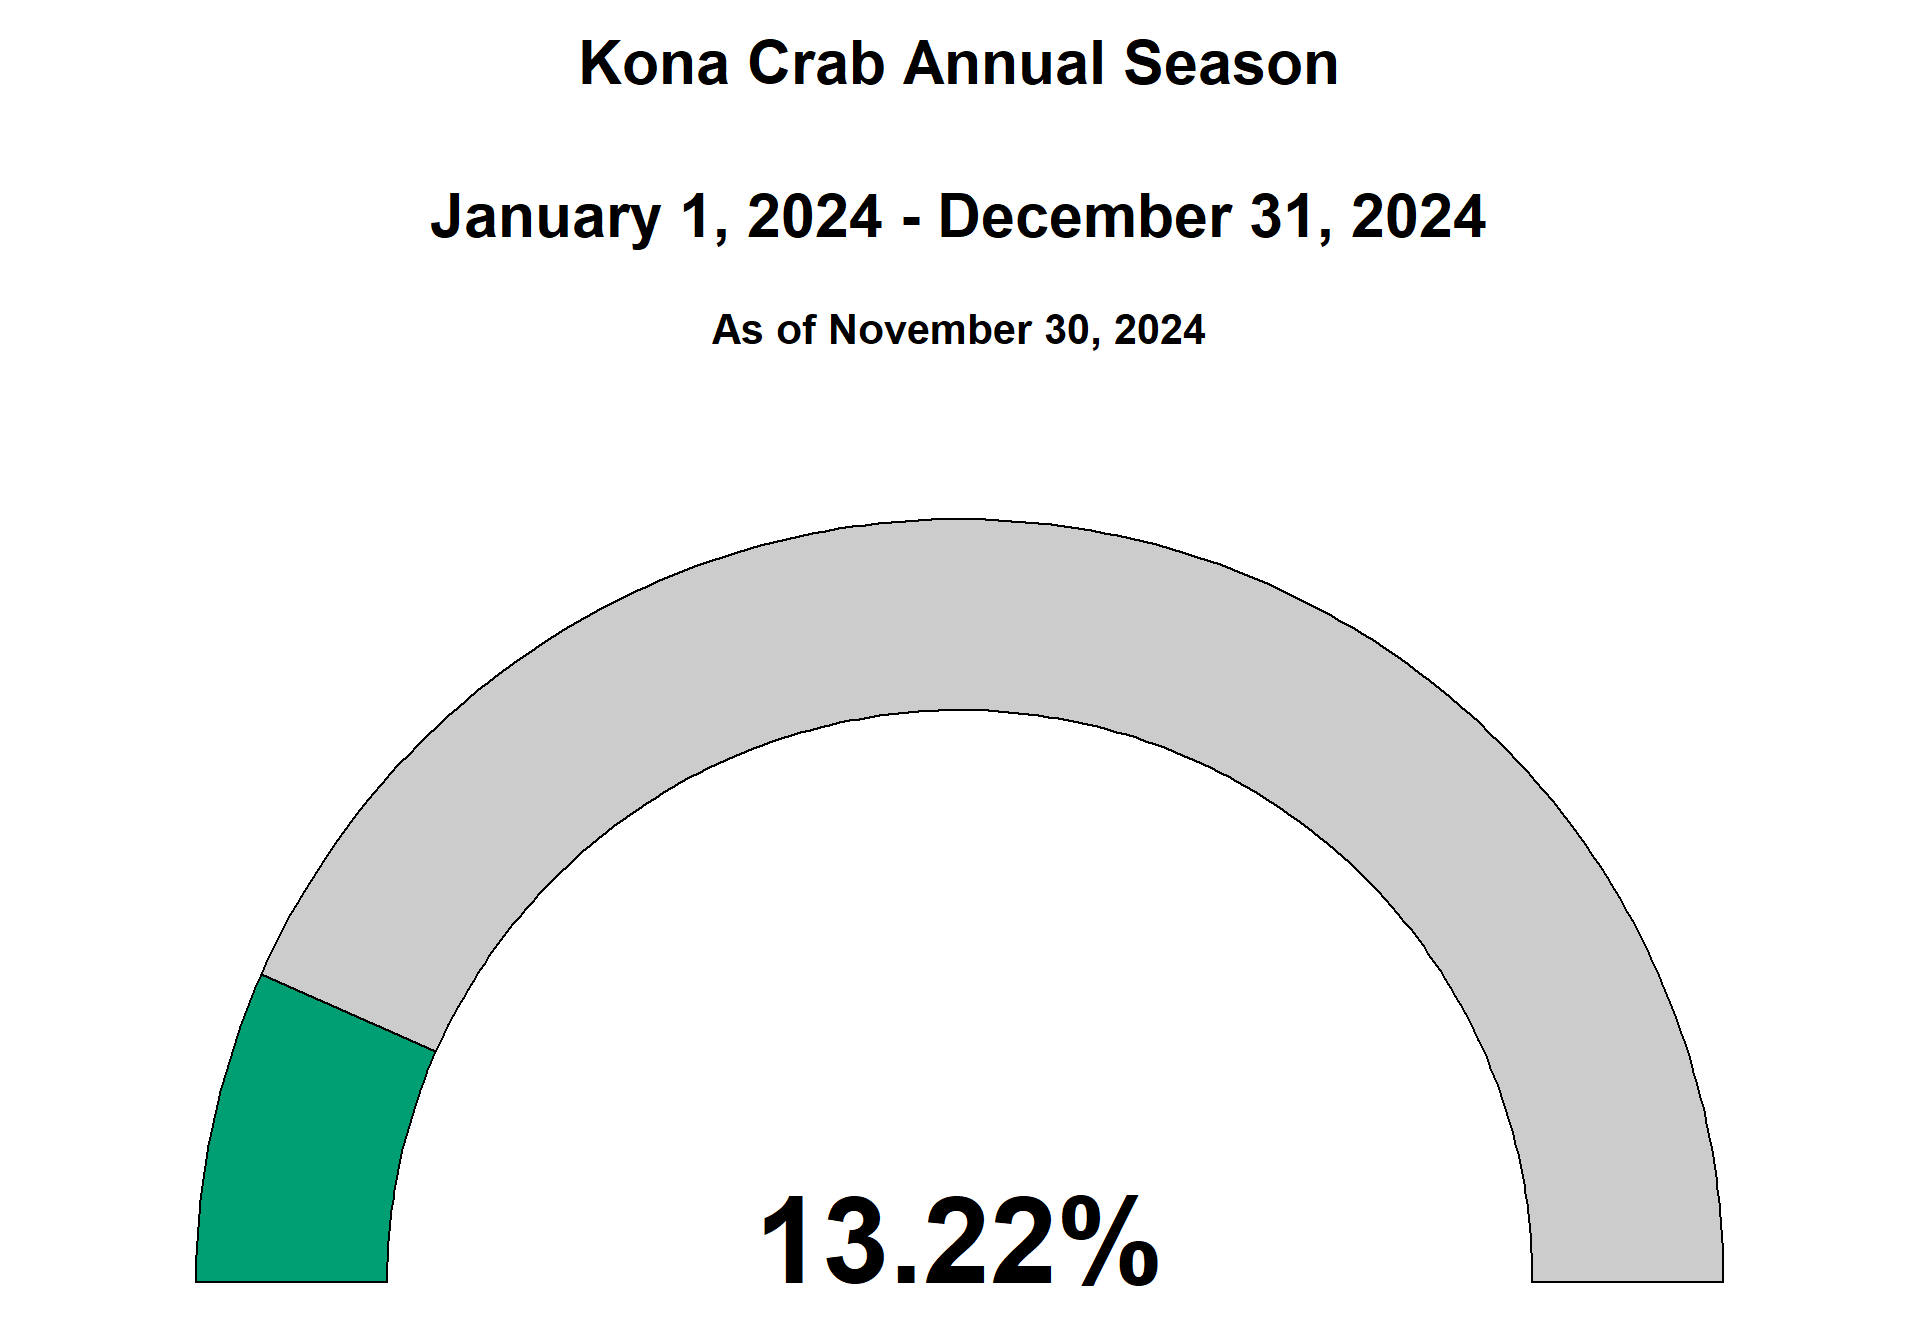 Kona Crab Annual Season
January 1, 2024 - December 31, 2024
As of November 30, 2024
13.22%